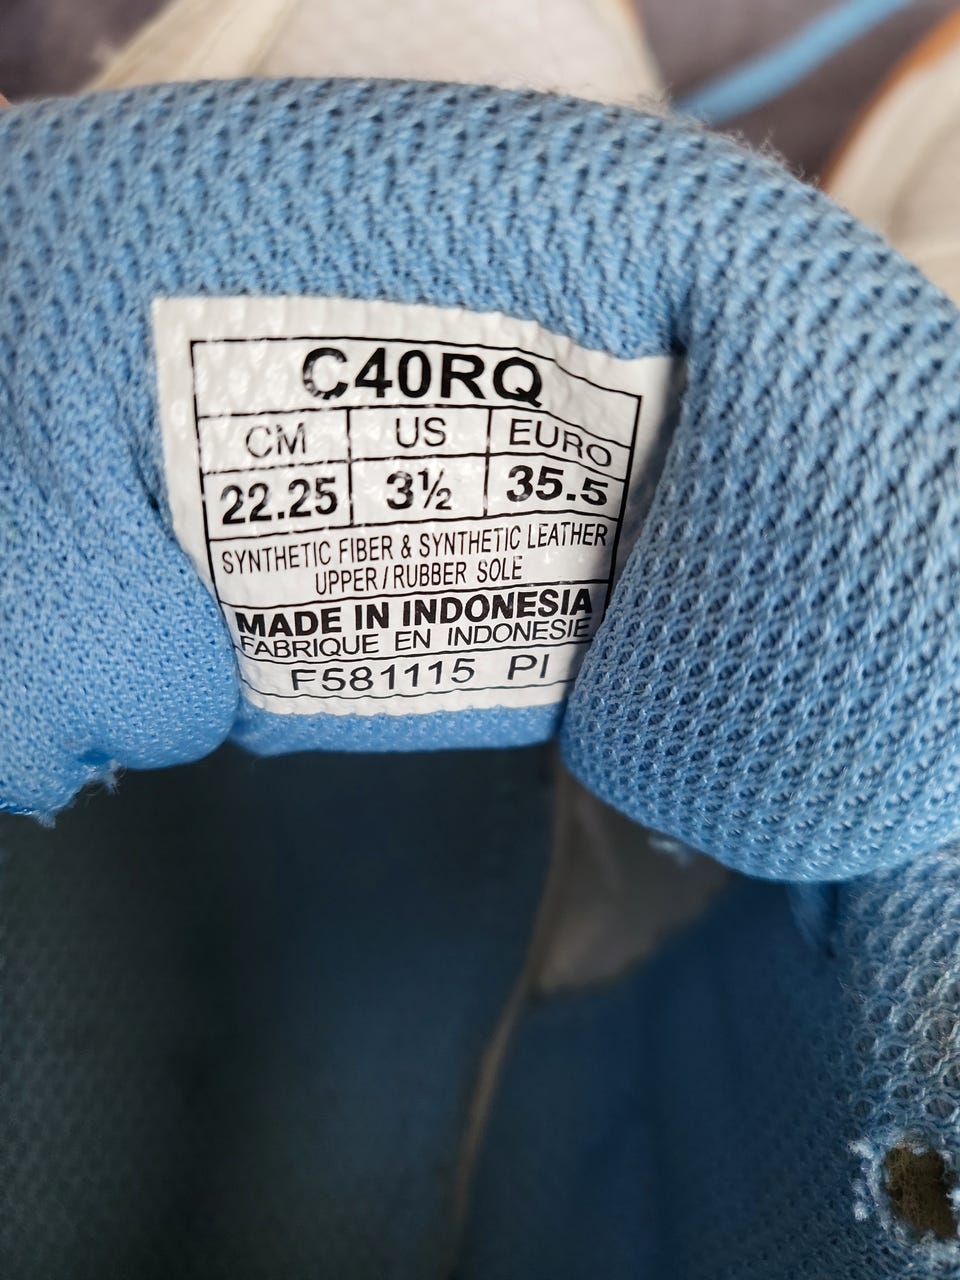 C40RQ
CM US EURO
22.25 3½ 35.5
SYNTHETIC FIBER & SYNTHETIC LEATHER
UPPER / RUBBER SOLE
MADE IN INDONESIA
FABRIQUE EN INDONESIE
F581115 PI